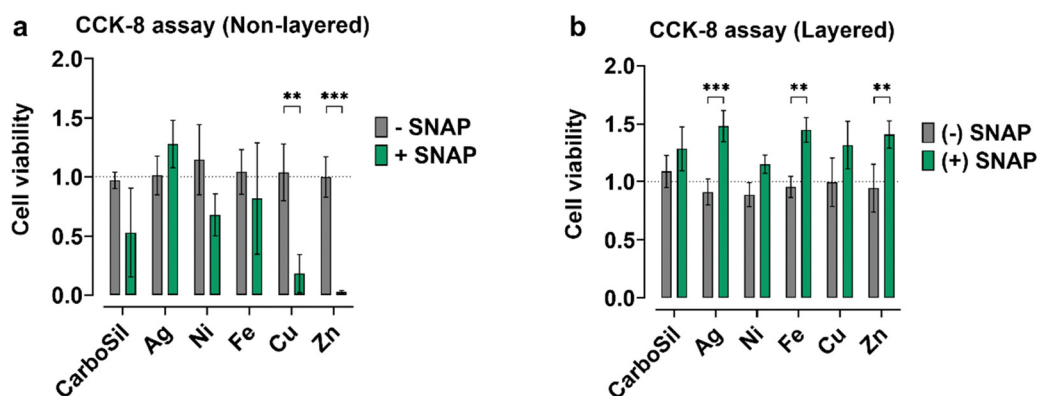 a
CCK-8 assay (Non-layered)
Cell viability
2.0
1.5
1.0
0.5
0.0
** ***
- SNAP
+ SNAP
CarboSil Ag Ni Fe Cu Zn
b
CCK-8 assay (Layered)
Cell viability
2.0
1.5
1.0
0.5
0.0
*** ** **
(-) SNAP
(+) SNAP
CarboSil Ag Ni Fe Cu Zn